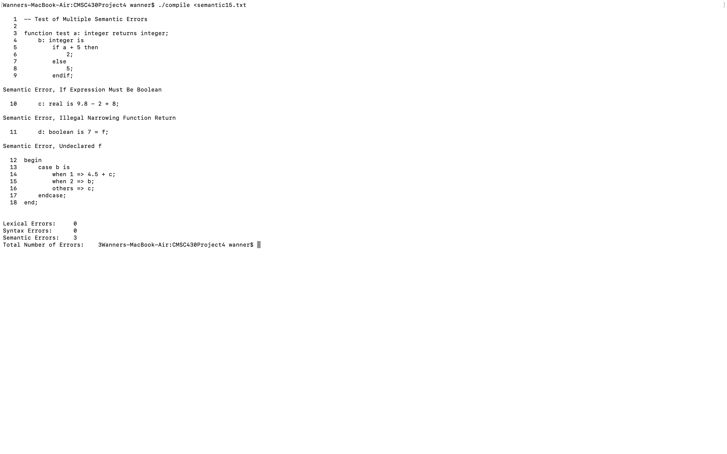 Wanners-MacBook-Air:CMSC430Project4 wanner$ ./compile <semantic15.txt
1 -- Test of Multiple Semantic Errors
2
3 function test a: integer returns integer;
4 b: integer is
5 if a + 5 then
6 2;
7 else
8 5;
9 endif;
Semantic Error, If Expression Must Be Boolean
10 c: real is 9.8 - 2 + 8;
Semantic Error, Illegal Narrowing Function Return
11 d: boolean is 7 = f;
Semantic Error, Undeclared f
12 begin
13 case b is
14 when 1 => 4.5 + c;
15 when 2 => b;
16 others => c;
17 endcase;
18 end;
Lexical Errors: 0
Syntax Errors: 0
Semantic Errors: 3
Total Number of Errors: 3Wanners-MacBook-Air:CMSC430Project4 wanner$